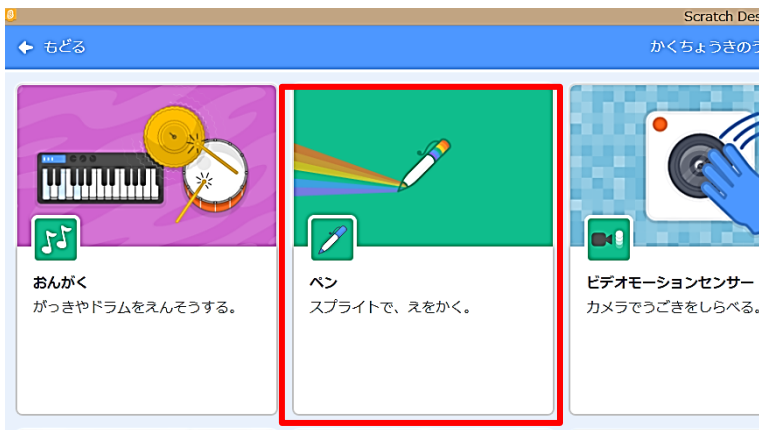 Scratch Des
もどる
かくちょうきのう
おんがく
がっきやドラムをえんそうする。
ペン
スプライトで、えをかく。
ビデオモーションセンサー
カメラでうごきをしらべる。